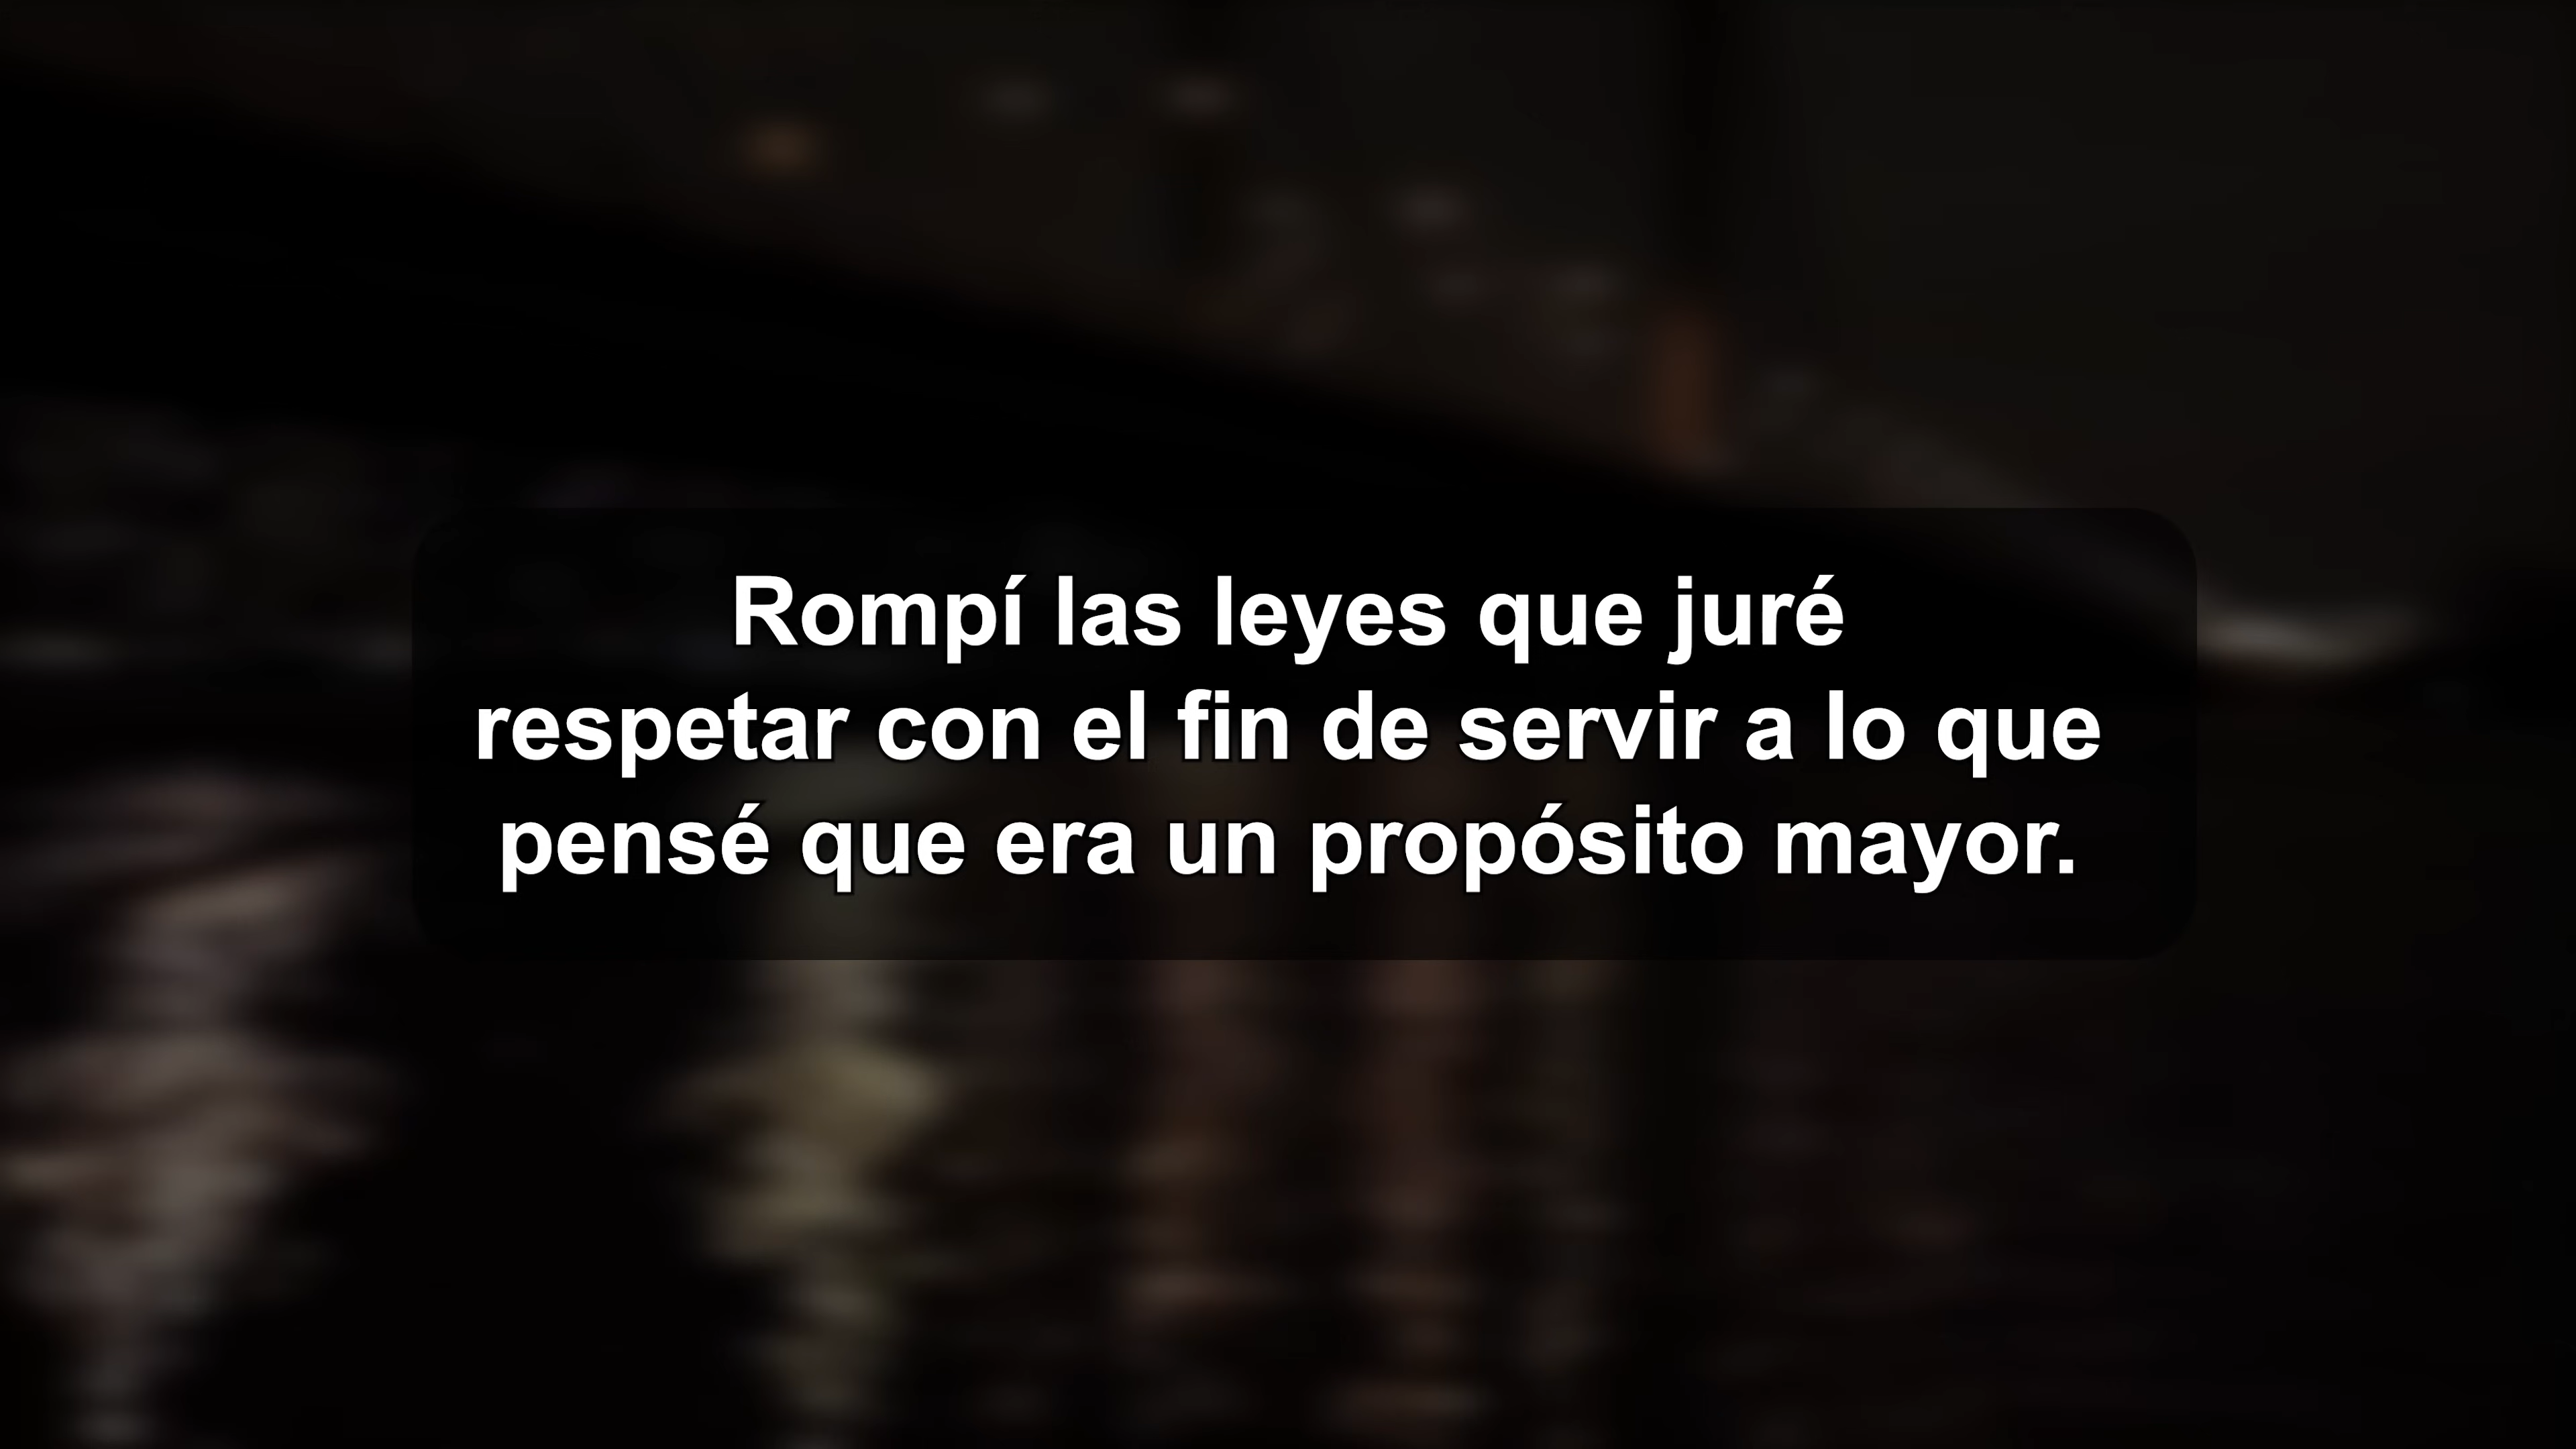 Rompí las leyes que juré
respetar con el fin de servir a lo que
pensé que era un propósito mayor.